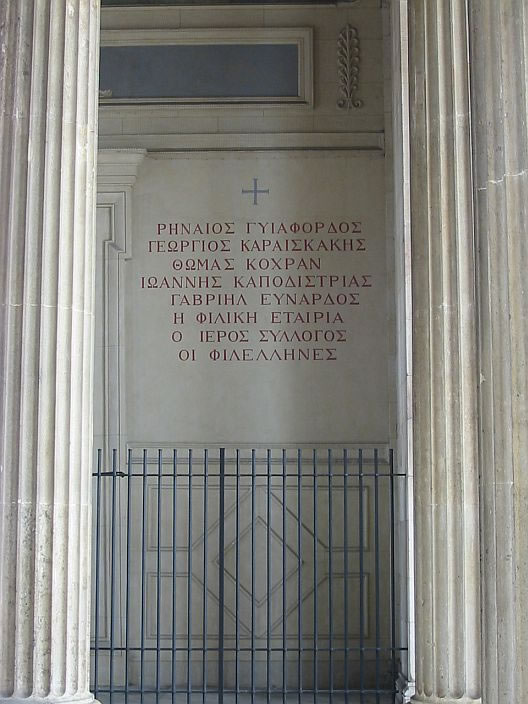 ΡΗΝΑΙΟΣ ΓΥΙΑΦΟΡΔΟΣ
ΓΕΩΡΓΙΟΣ ΚΑΡΑΙΣΚΑΚΗΣ
ΘΩΜΑΣ ΚΟΧΡΑΝ
ΙΩΑΝΝΗΣ ΚΑΠΟΔΙΣΤΡΙΑΣ
ΓΑΒΡΙΗΛ ΕΥΝΑΡΔΟΣ
Η ΦΙΛΙΚΗ ΕΤΑΙΡΙΑ
Ο ΙΕΡΟΣ ΣΥΛΛΟΓΟΣ
ΟΙ ΦΙΛΕΛΛΗΝΕΣ